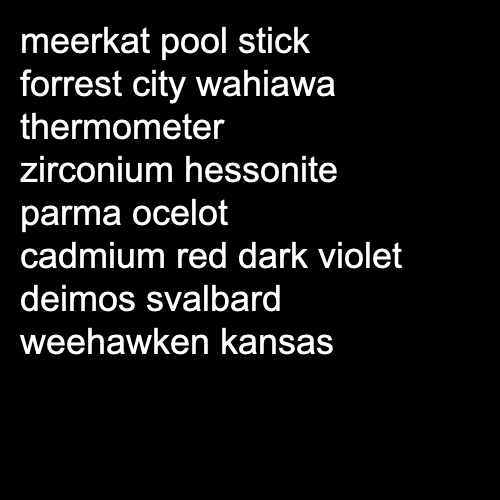 meerkat pool stick
forrest city wahiawa
thermometer
zirconium hessonite
parma ocelot
cadmium red dark violet
deimos svalbard
weehawken kansas